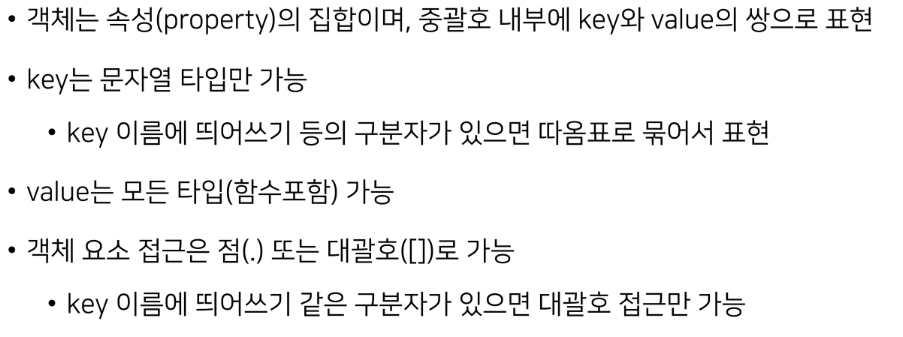 • 객체는 속성(property)의 집합이며, 중괄호 내부에 key와 value의 쌍으로 표현
• key는 문자열 타입만 가능
• key 이름에 띄어쓰기 등의 구분자가 있으면 따옴표로 묶어서 표현
• value는 모든 타입(함수포함) 가능
• 객체 요소 접근은 점(.) 또는 대괄호([])로 가능
• key 이름에 띄어쓰기 같은 구분자가 있으면 대괄호 접근만 가능